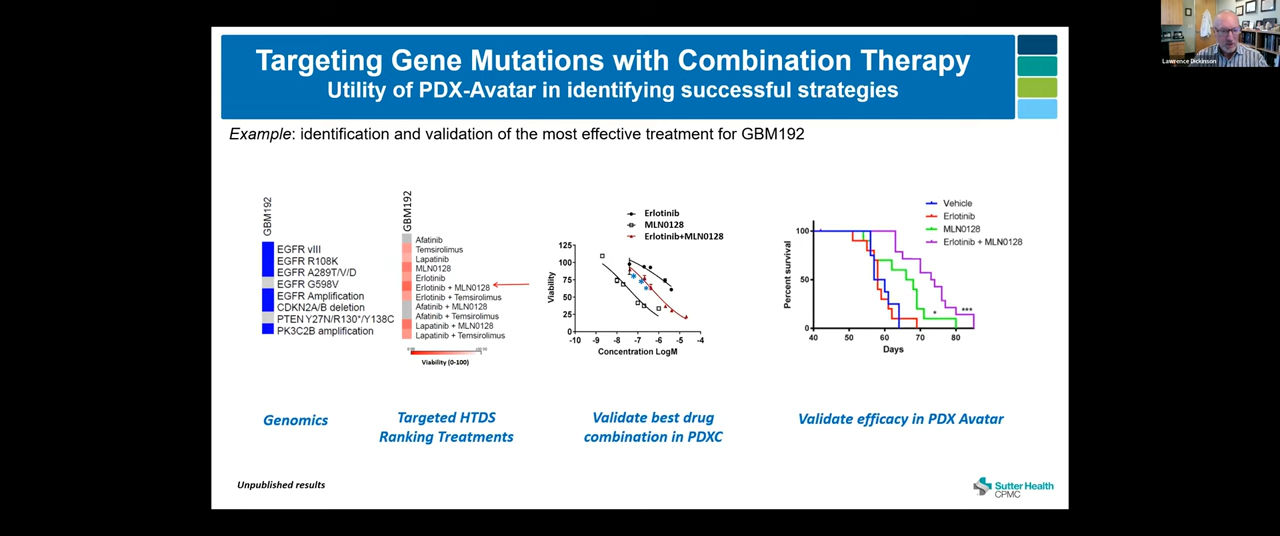 Lawrence Dickinson
Targeting Gene Mutations with Combination Therapy
Utility of PDX-Avatar in identifying successful strategies
Example: identification and validation of the most effective treatment for GBM192
GBM192
EGFR vIII
EGFR R108K
EGFR A289T/V/D
EGFR G598V
EGFR Amplification
CDKN2A/B deletion
PTEN Y27N/R130*/Y138C
PK3C2B amplification
Genomics
GBM192
Afatinib
Temsirolimus
Lapatinib
MLN0128
Erlotinib
Erlotinib + MLN0128
Erlotinib + Temsirolimus
Afatinib + MLN0128
Afatinib + Temsirolimus
Lapatinib + MLN0128
Lapatinib + Temsirolimus
Viability (0-100)
Targeted HTDS
Ranking Treatments
Erlotinib
MLN0128
Erlotinib+MLN0128
Viability
125
100
75
50
25
0
-10 -9 -8 -7 -6 -5 -4
Concentration LogM
Validate best drug
combination in PDXC
Vehicle
Erlotinib
MLN0128
Erlotinib + MLN0128
Percent survival
100
50
0
* ***
40 50 60 70 80
Days
Validate efficacy in PDX Avatar
Unpublished results
Sutter Health
CPMC